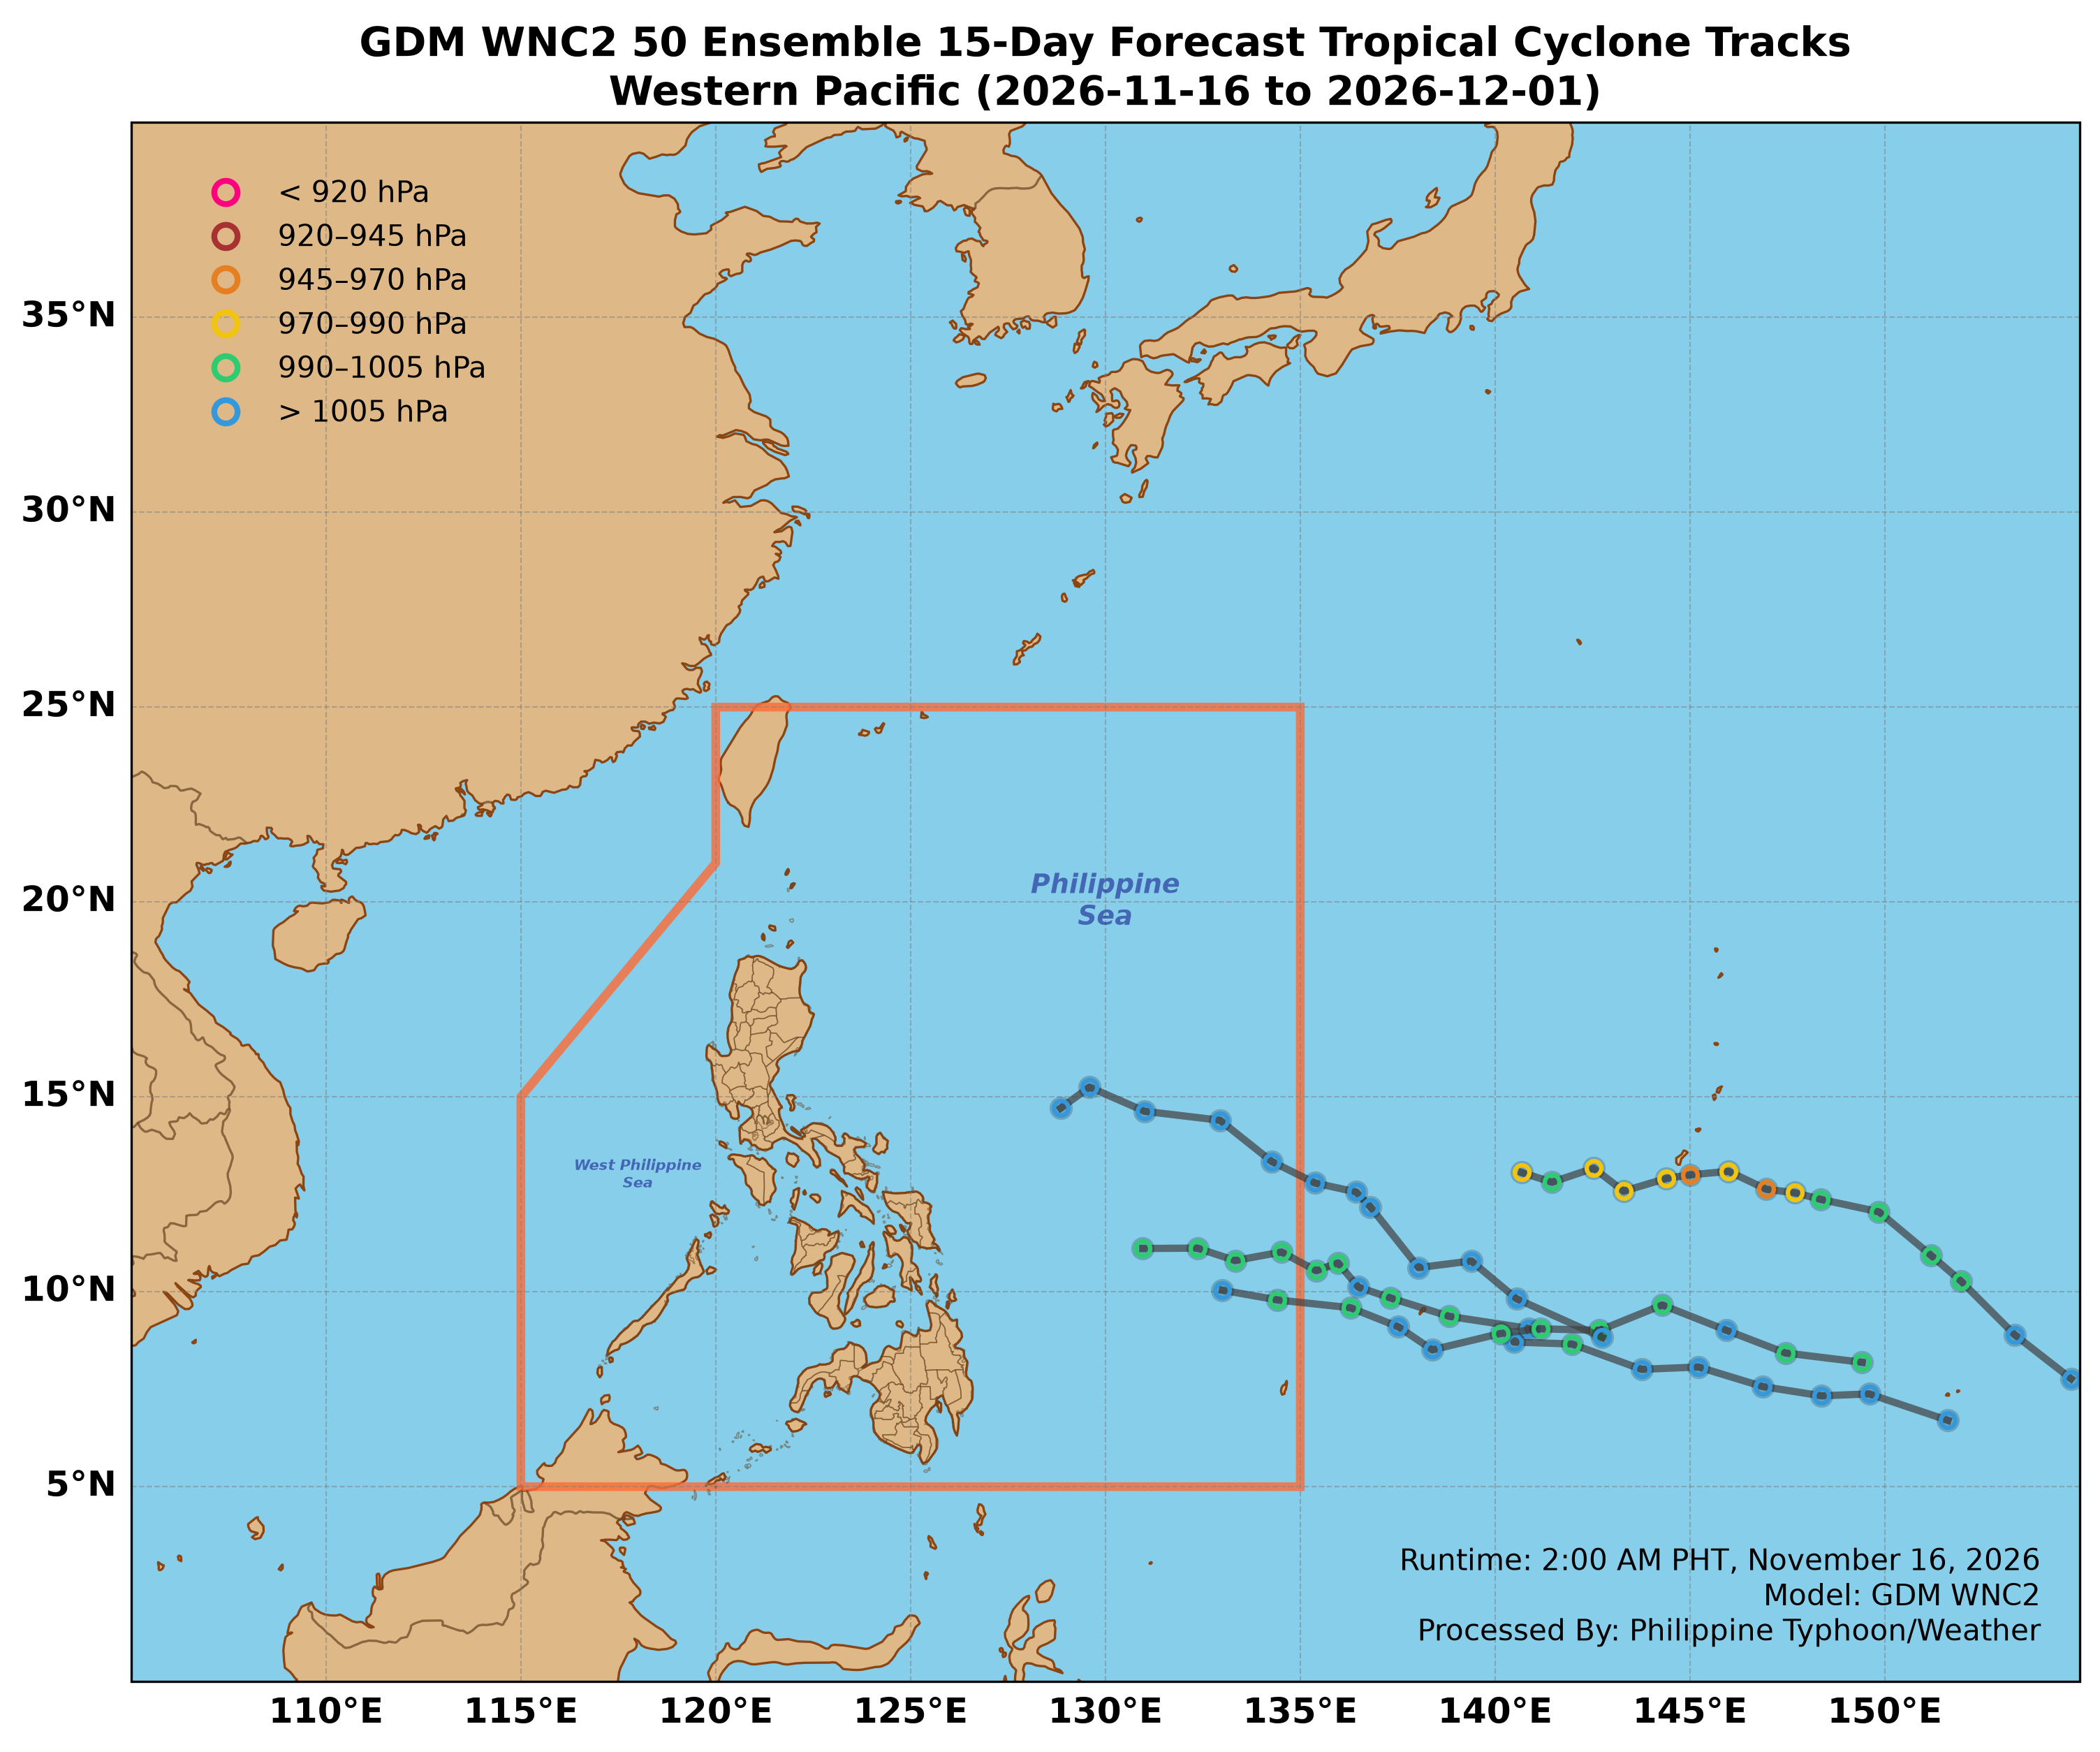 GDM WNC2 50 Ensemble 15-Day Forecast Tropical Cyclone Tracks
Western Pacific (2026-11-16 to 2026-12-01)
< 920 hPa
920–945 hPa
945–970 hPa
970–990 hPa
990–1005 hPa
> 1005 hPa
35°N
30°N
25°N
20°N
15°N
10°N
5°N
Philippine
Sea
West Philippine
Sea
Runtime: 2:00 AM PHT, November 16, 2026
Model: GDM WNC2
Processed By: Philippine Typhoon/Weather
110°E
115°E
120°E
125°E
130°E
135°E
140°E
145°E
150°E